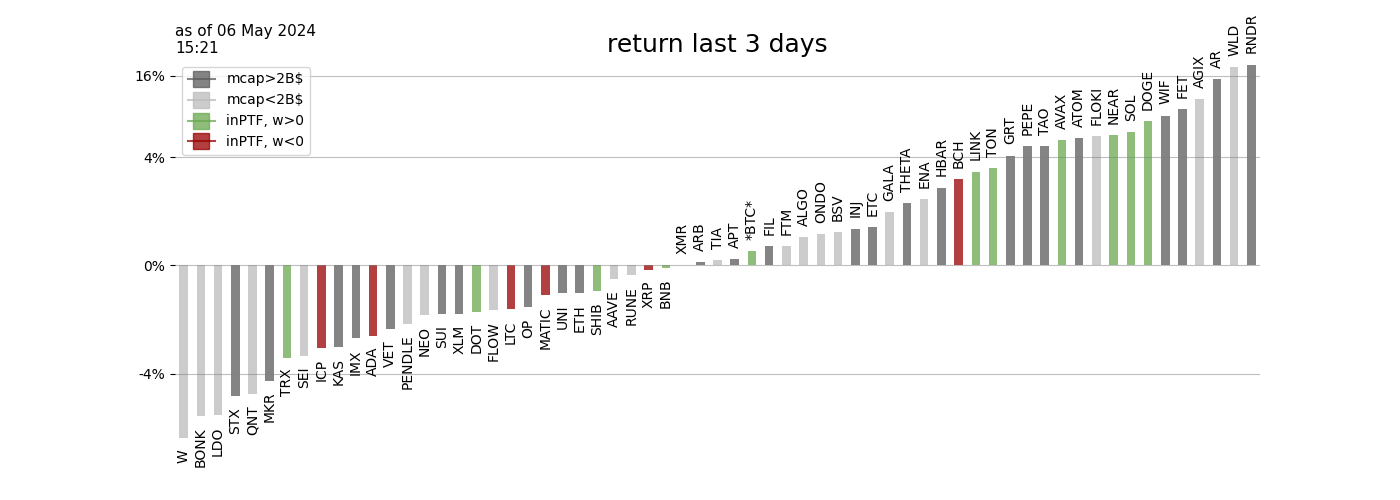 as of 06 May 2024
15:21
return last 3 days
mcap>2B$
mcap<2B$
inPTF, w>0
inPTF, w<0
16%
4%
0%
-4%
W
BONK
LDO
STX
QNT
MKR
TRX
SEI
ICP
KAS
IMX
ADA
VET
PENDLE
NEO
SUI
XLM
DOT
FLOW
LTC
OP
MATIC
UNI
ETH
SHIB
AAVE
RUNE
XRP
BNB
XMR
ARB
TIA
APT
*BTC*
FIL
FTM
ALGO
ONDO
BSV
INJ
ETC
GALA
THETA
ENA
HBAR
BCH
LINK
TON
GRT
PEPE
TAO
AVAX
ATOM
FLOKI
NEAR
SOL
DOGE
WIF
FET
AGIX
AR
WLD
RNDR